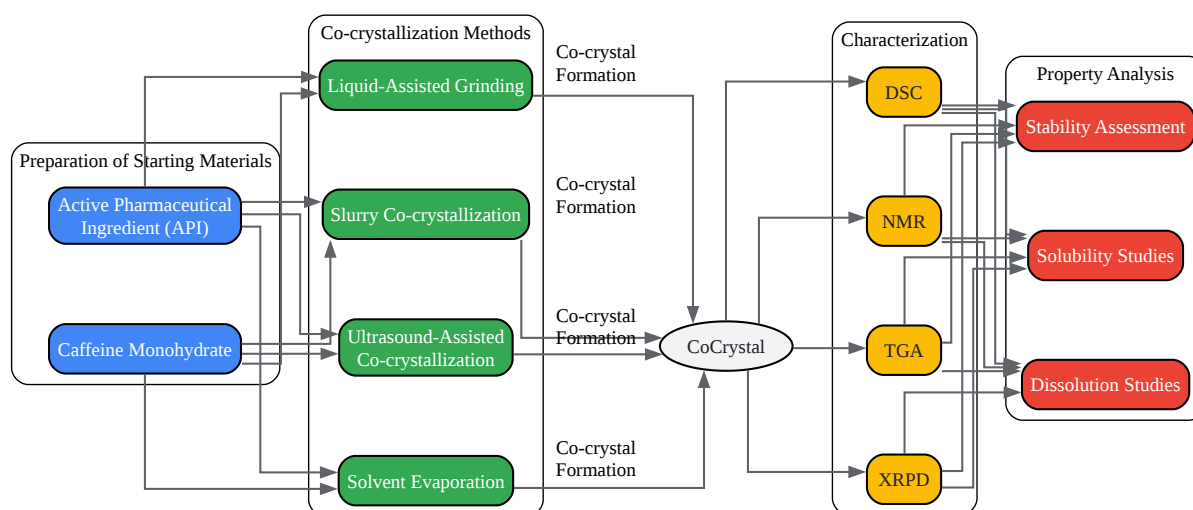 Co-crystallization Methods
Liquid-Assisted Grinding
Slurry Co-crystallization
Ultrasound-Assisted
Co-crystallization
Solvent Evaporation
Preparation of Starting Materials
Active Pharmaceutical
Ingredient (API)
Caffeine Monohydrate
Co-crystal
Formation
Co-crystal
Formation
Co-crystal
Formation
Co-crystal
Formation
CoCrystal
Characterization
DSC
NMR
TGA
XRPD
Property Analysis
Stability Assessment
Solubility Studies
Dissolution Studies